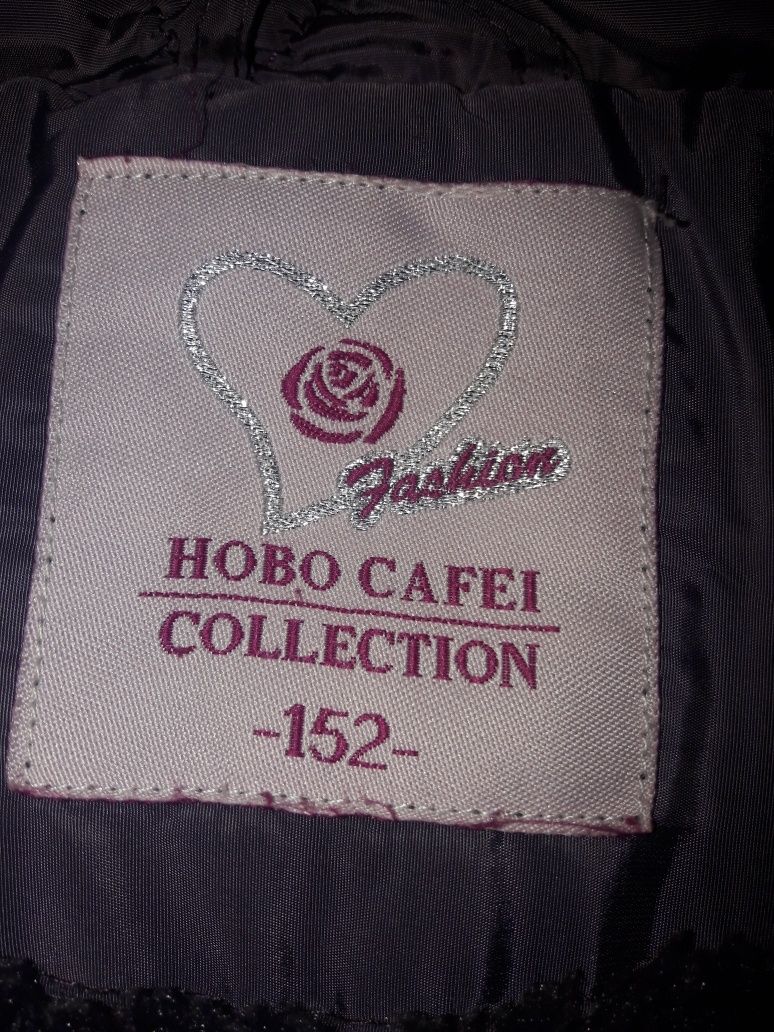 Fashion
HOBO CAFEI
COLLECTION
-152-